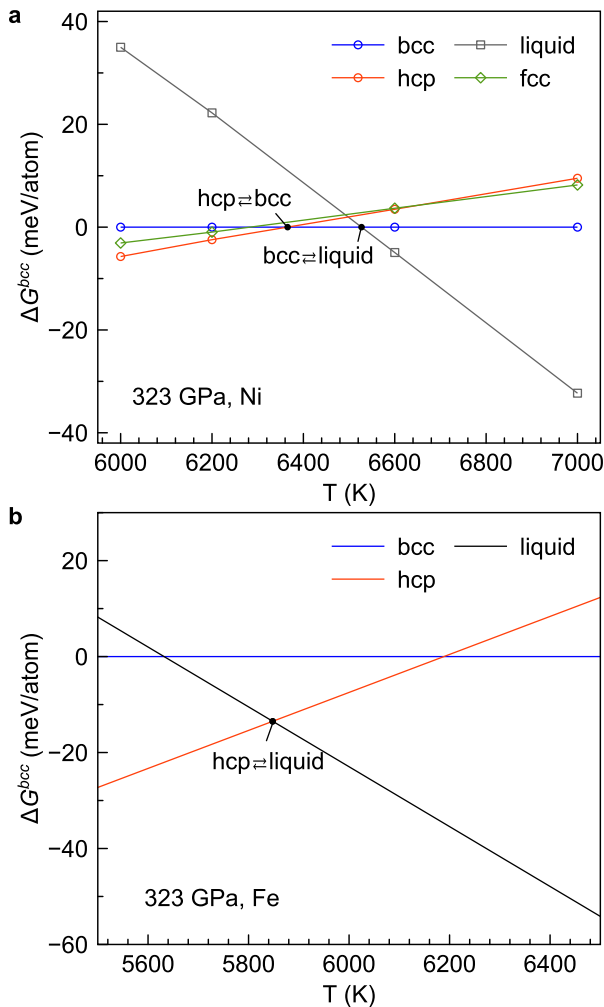 a
40
20
0
−20
−40
ΔG^bcc (meV/atom)
bcc
liquid
hcp
fcc
hcp⇄bcc
bcc⇄liquid
323 GPa, Ni
6000 6200 6400 6600 6800 7000
T (K)
b
20
0
−20
−40
−60
ΔG^bcc (meV/atom)
bcc
liquid
hcp
hcp⇄liquid
323 GPa, Fe
5600 5800 6000 6200 6400
T (K)